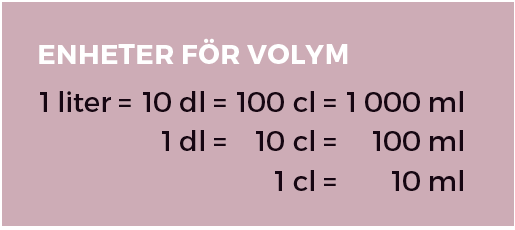 ENHETER FÖR VOLYM
1 liter = 10 dl = 100 cl = 1 000 ml
1 dl = 10 cl = 100 ml
1 cl = 10 ml